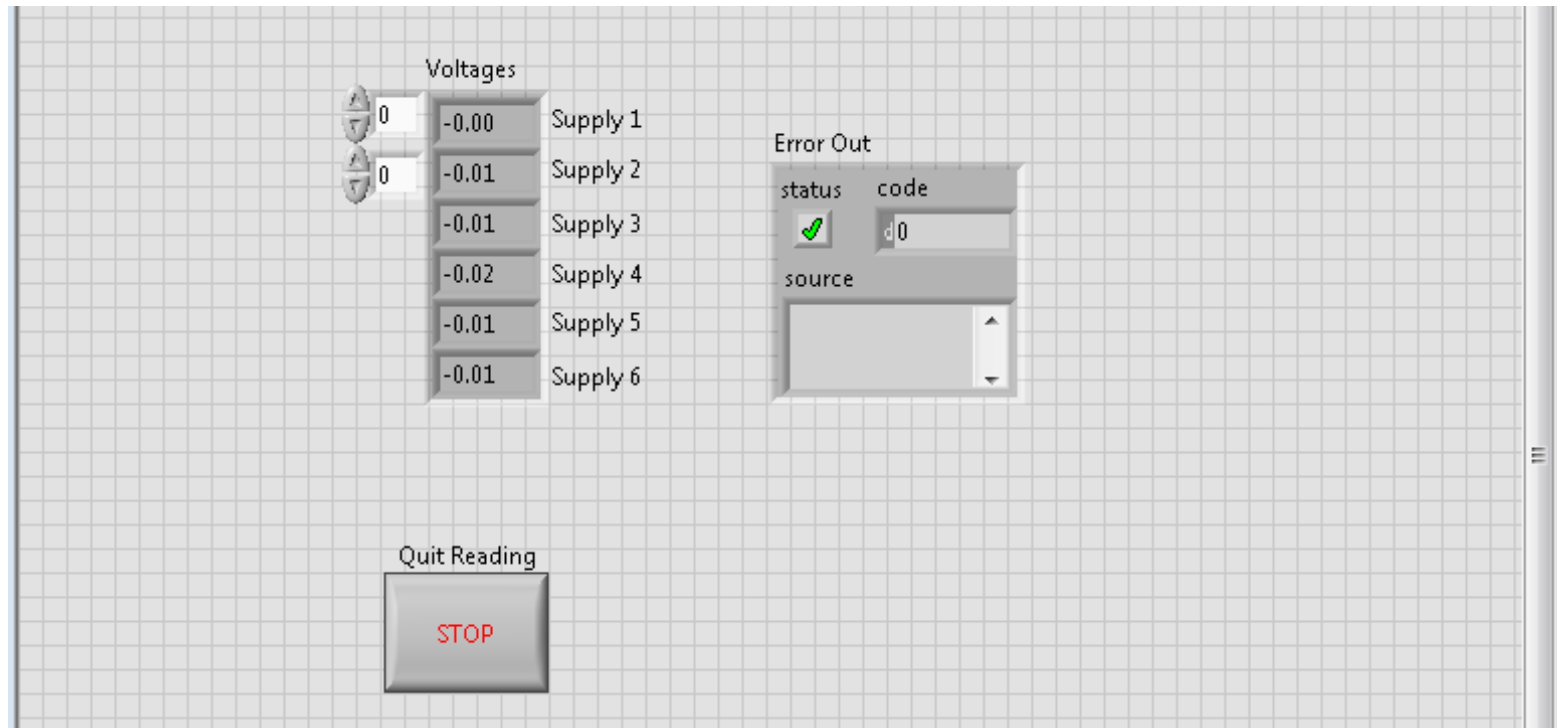 Voltages
0 -0.00 Supply 1
0 -0.01 Supply 2
-0.01 Supply 3
-0.02 Supply 4
-0.01 Supply 5
-0.01 Supply 6
Error Out
status code
d 0
source
Quit Reading
STOP